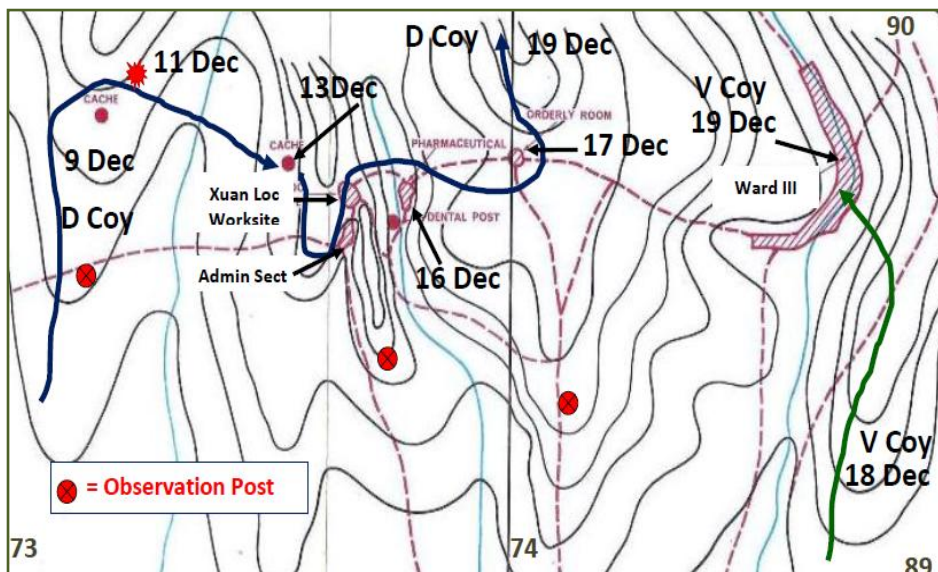 90
D Coy
19 Dec
11 Dec
13Dec
V Coy
19 Dec
CACHE
ORDERLY ROOM
CACHE
PHARMACEUTICAL
17 Dec
9 Dec
Xuan Loc
Worksite
Ward III
D Coy
DENTAL POST
Admin Sect
16 Dec
V Coy
18 Dec
= Observation Post
73
74
89